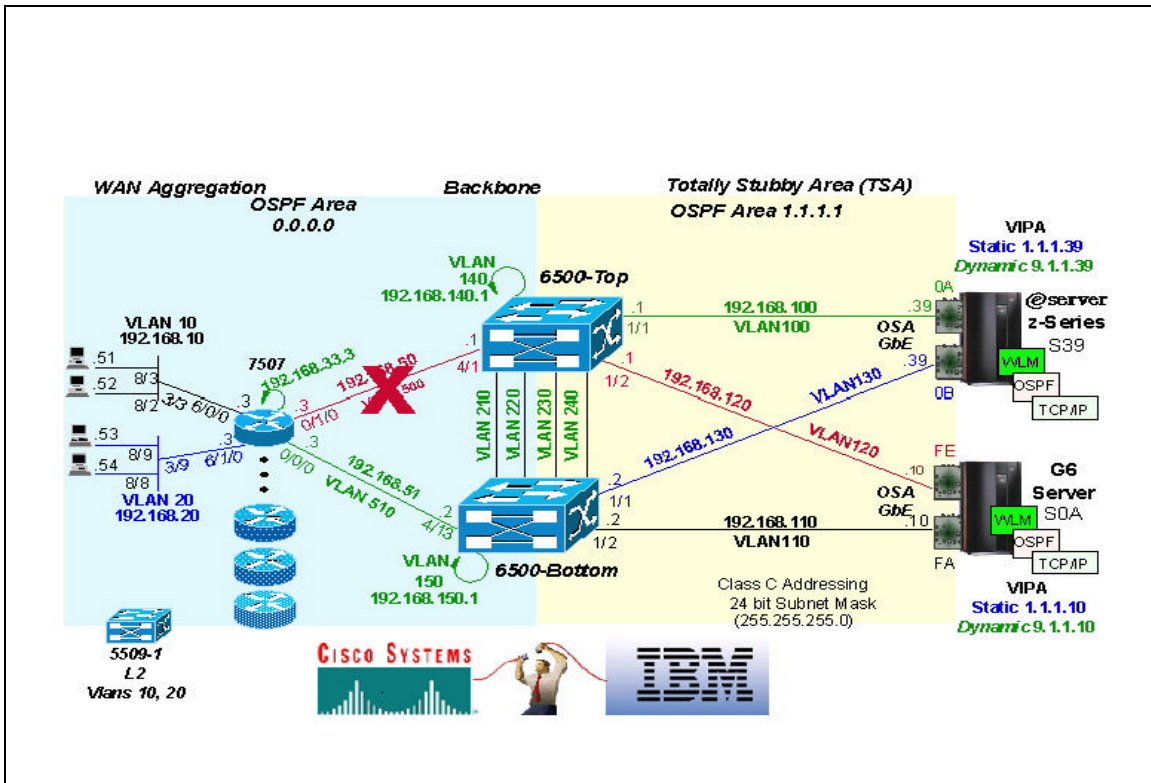 WAN Aggregation
Backbone
Totally Stubby Area (TSA)
OSPF Area
0.0.0.0
OSPF Area 1.1.1.1
VIPA
Static 1.1.1.39
Dynamic 9.1.1.39
VLAN
140
192.168.140.1
6500-Top
VLAN 10
192.168.10
.51
8/3
.52
8/2
3/3 6/0/0
.3
7507
192.168.33.3
.3
0/1/0
.1
4/1
.1
1/1
192.168.100
VLAN100
.39
0A
OSA
GbE
.39
0B
@server
z-Series
S39
WLM
OSPF
TCP/IP
.1
1/2
192.168.120
VLAN120
VLAN130
192.168.130
VLAN 210
VLAN 220
VLAN 230
VLAN 240
.53
8/9
.54
8/8
3/9
6/1/0
.3
VLAN 20
192.168.20
.3
0/0/0
192.168.51
VLAN 510
.2
4/13
.2
1/1
.2
1/2
192.168.110
VLAN110
OSA
GbE
FE
.10
.10
FA
G6
Server
S0A
WLM
OSPF
TCP/IP
VIPA
Static 1.1.1.10
Dynamic 9.1.1.10
VLAN
150
192.168.150.1
6500-Bottom
Class C Addressing
24 bit Subnet Mask
(255.255.255.0)
5509-1
L2
Vlans 10, 20
CISCO SYSTEMS
IBM